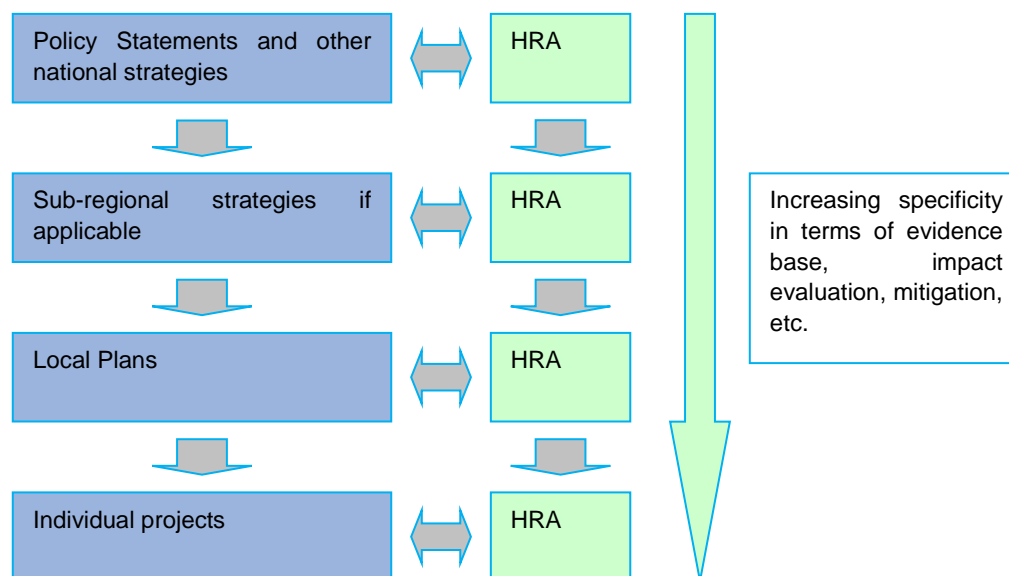 Policy Statements and other
national strategies
HRA
Sub-regional strategies if
applicable
HRA
Increasing specificity
in terms of evidence
base, impact
evaluation, mitigation,
etc.
Local Plans
HRA
Individual projects
HRA